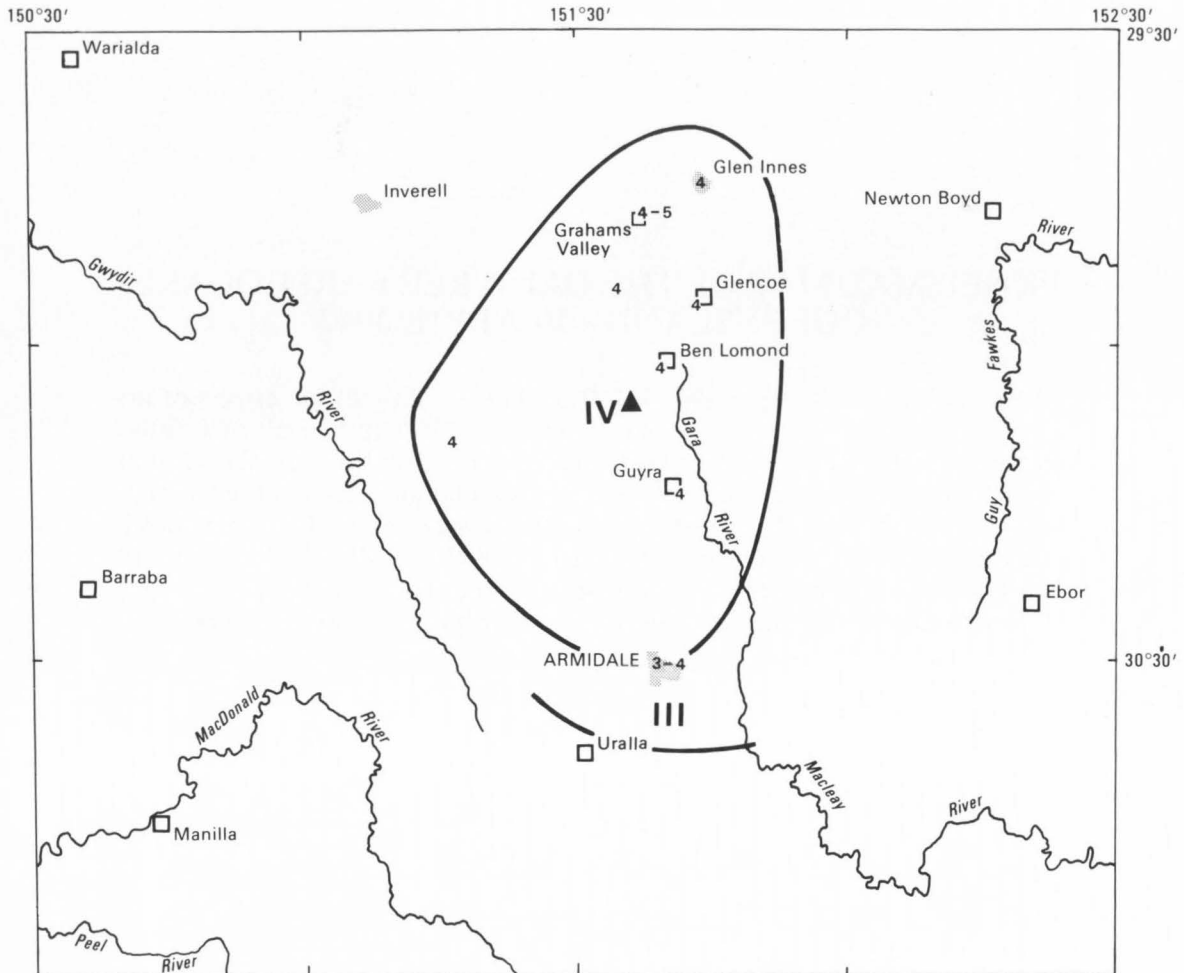 150°30′
151°30′
152°30′
29°30′
Warialda
Glen Innes
4
Inverell
4-5
Newton Boyd
Grahams
Valley
River
Gwydir
4
Glencoe
4
Fawkes
Ben Lomond
4
River
IV
Gara
4
Guyra
4
Guy
River
Barraba
Ebor
ARMIDALE
3-4
30°30′
MacDonald
III
River
Uralla
Macleay
River
Manilla
Peel
River